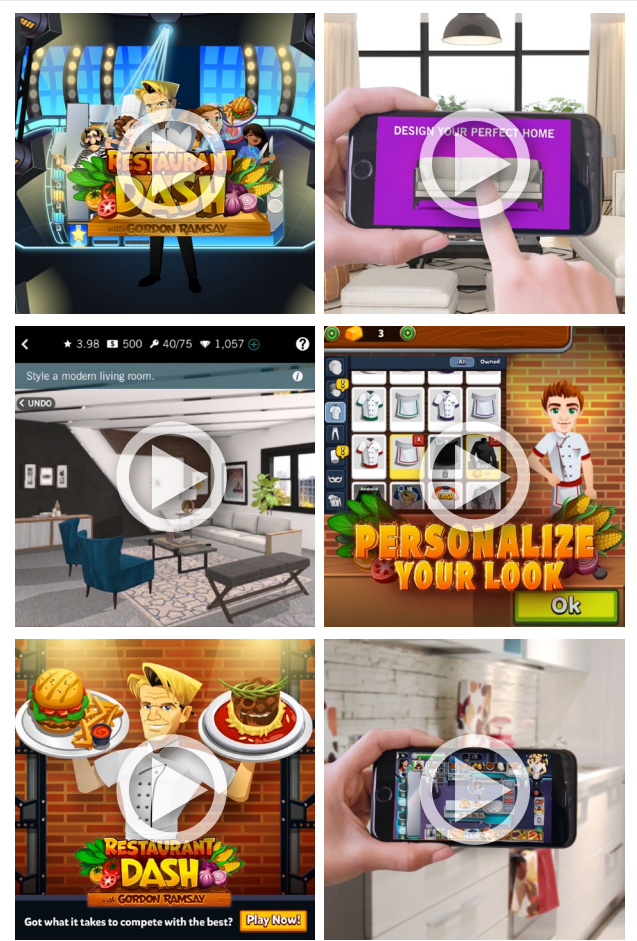 RESTAURANT
DASH
with GORDON RAMSAY
DESIGN YOUR PERFECT HOME
3.98
500
40/75
1,057
?
Style a modern living room.
i
UNDO
3
All
Owned
PERSONALIZE
YOUR LOOK
Ok
RESTAURANT
DASH
with GORDON RAMSAY
Got what it takes to compete with the best?
Play Now!